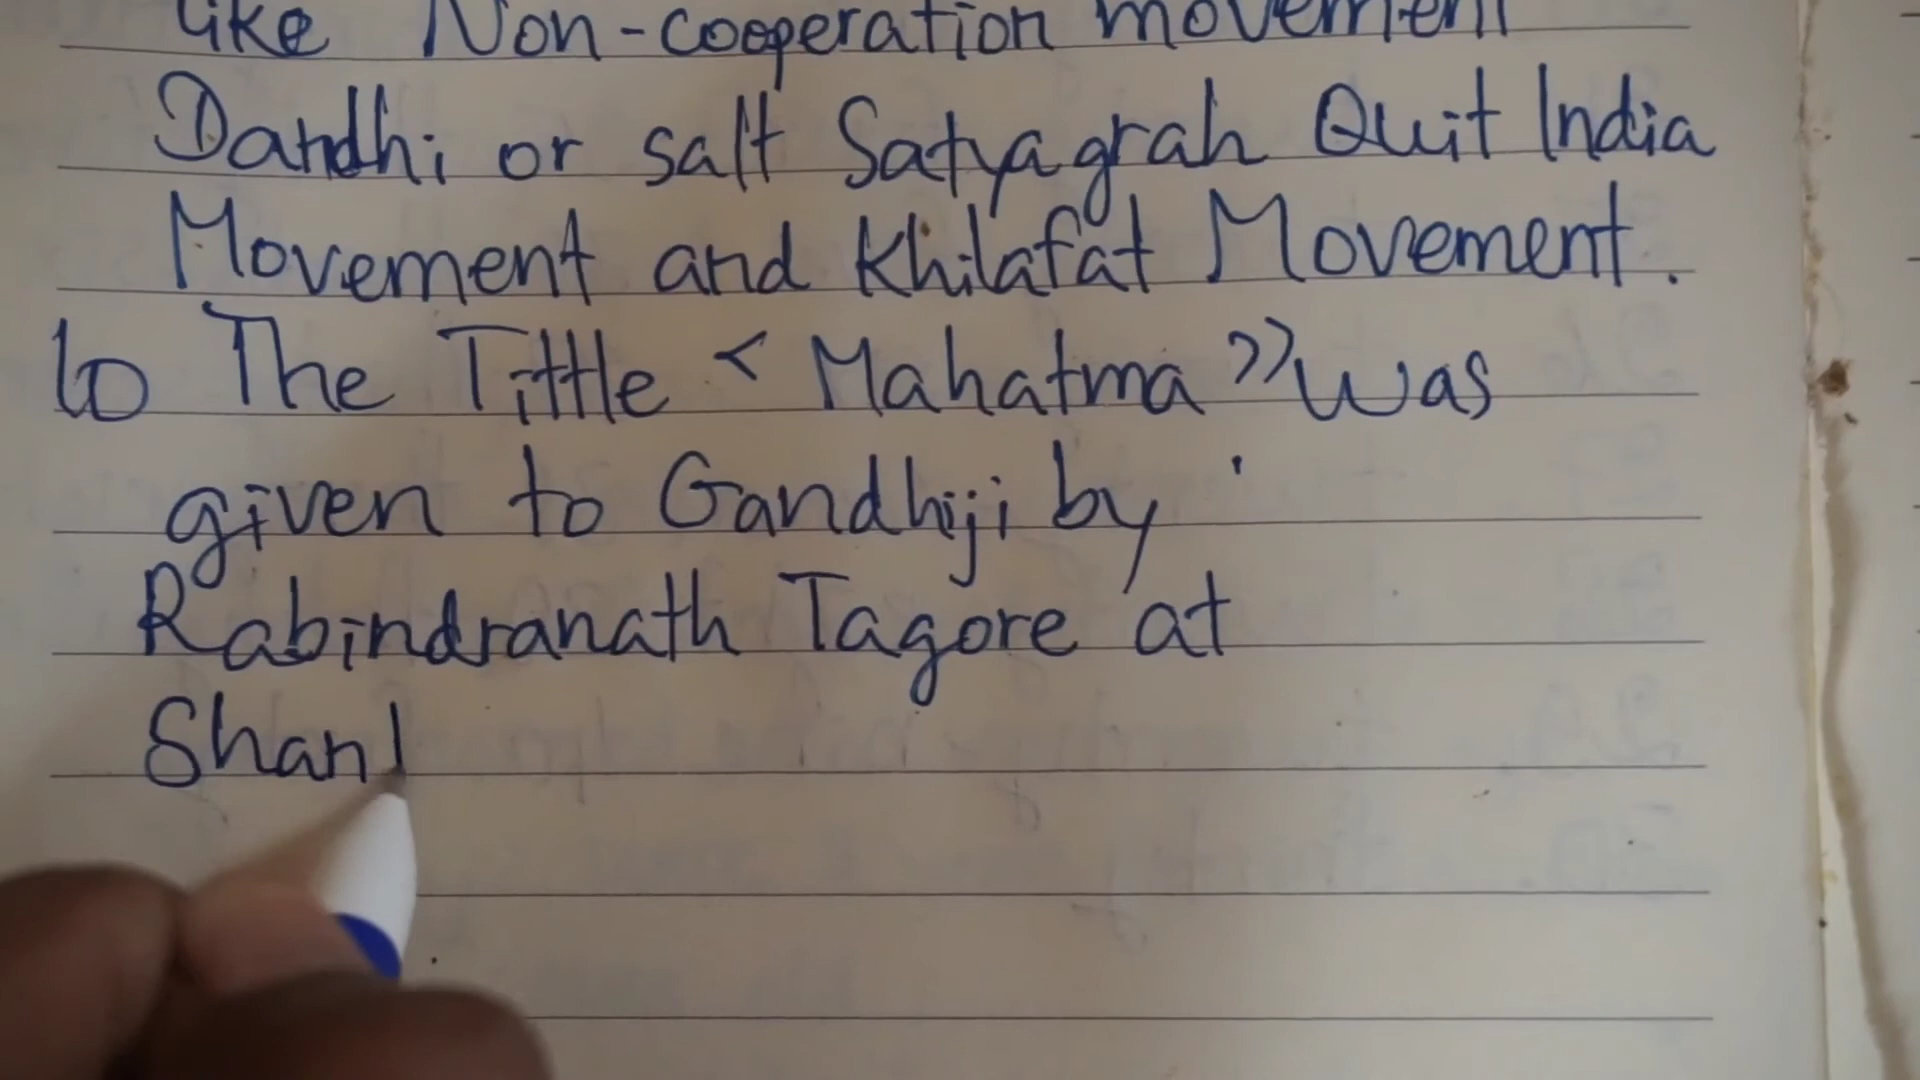 like Non-cooperation movement
Dandhi or salt Satyagrah Quit India
Movement and Khilafat Movement.
10 The Tittle < Mahatma >> was
given to Gandhiji by
Rabindranath Tagore at
Shan